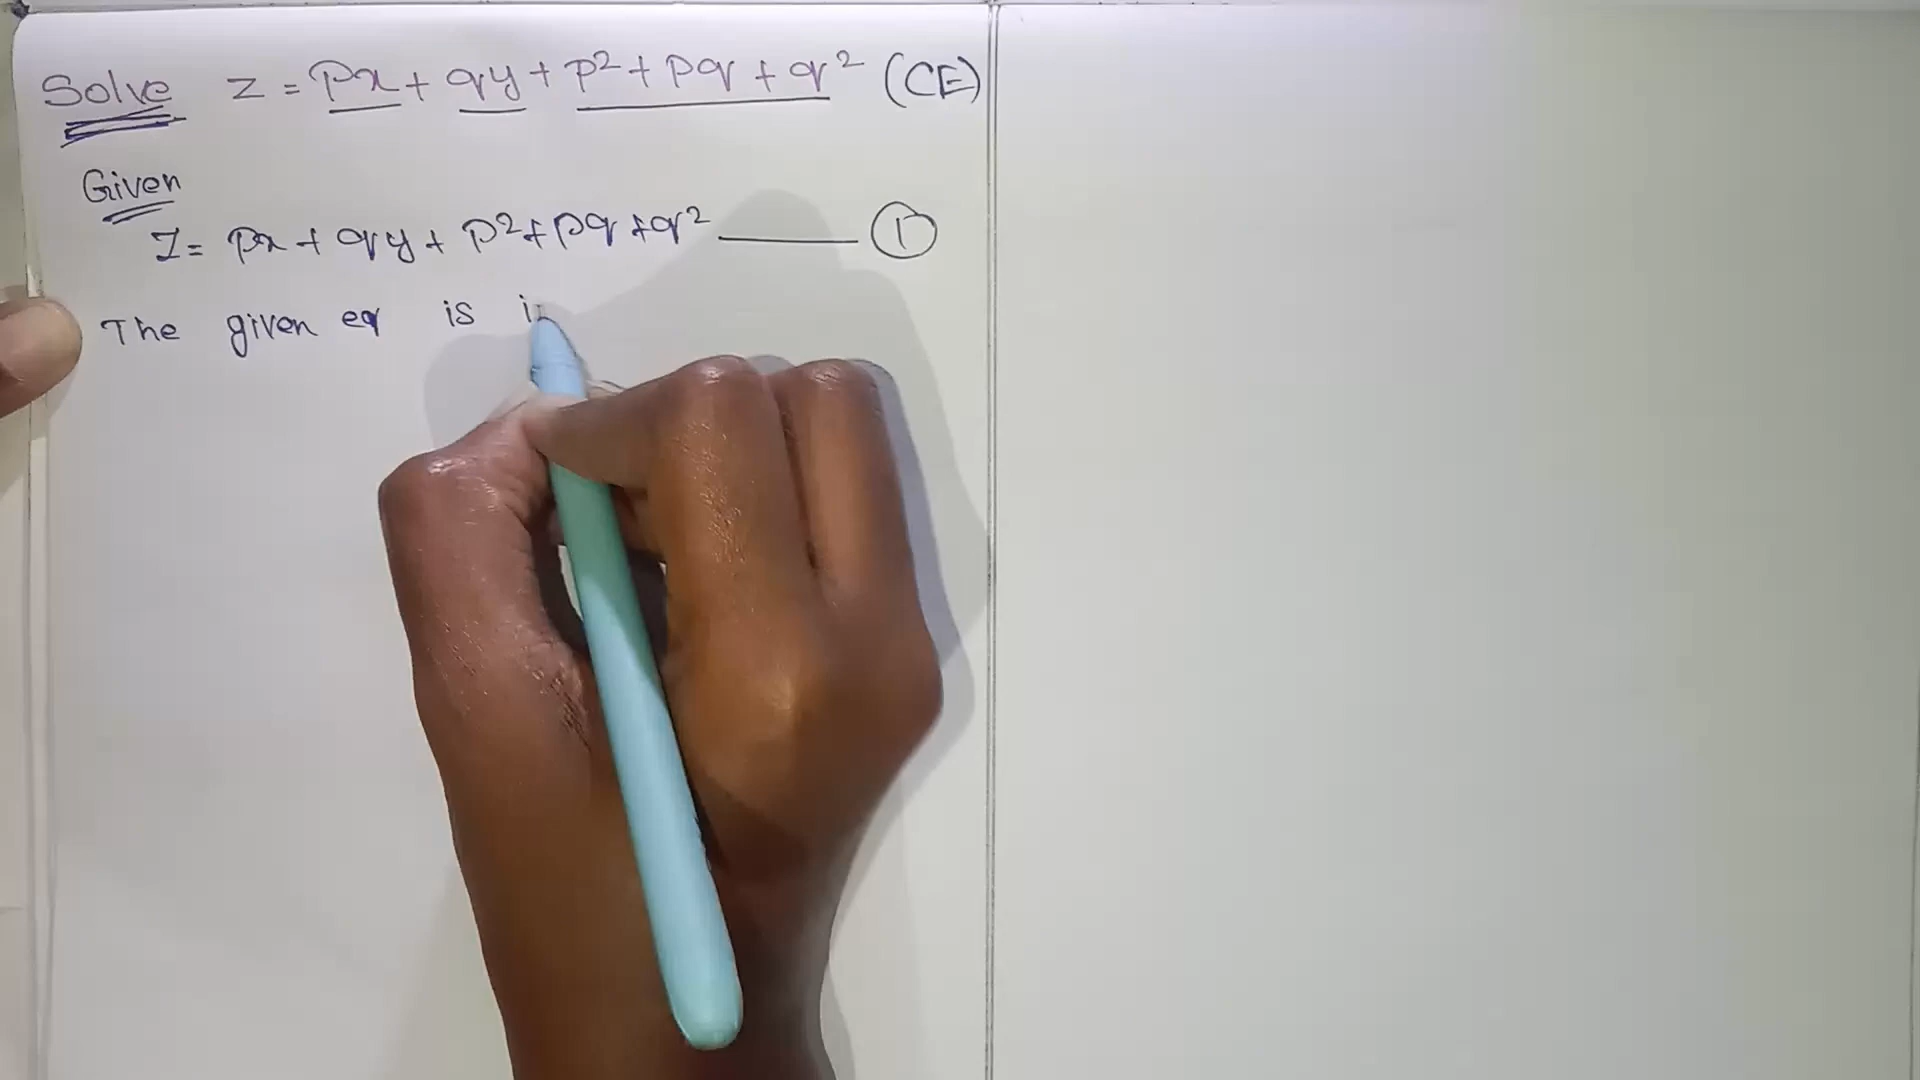 Solve z = px + qy + p² + pq + q² (CE)
Given
Z = px + qy + p² + pq + q² ——— ①
The given eq is i